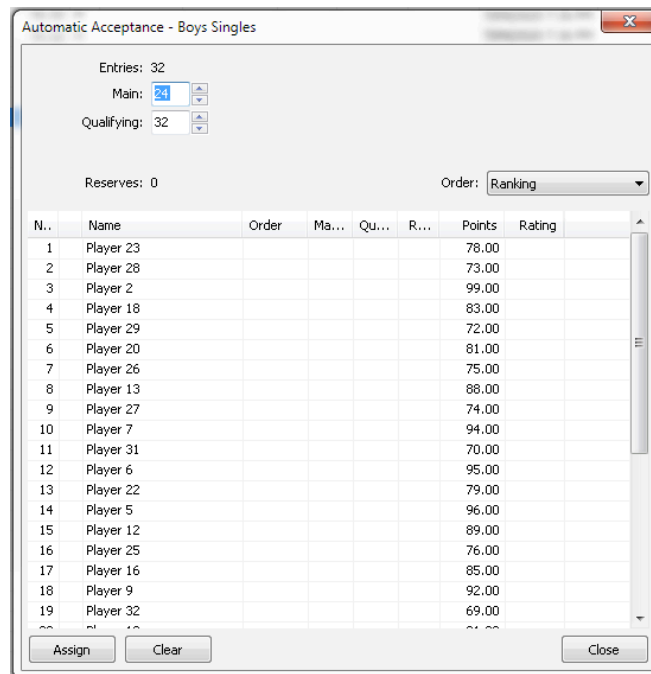 Automatic Acceptance - Boys Singles
Entries: 32
Main: 24
Qualifying: 32
Reserves: 0 Order: Ranking
N.. Name Order Ma... Qu... R... Points Rating
1 Player 23 78.00
2 Player 28 73.00
3 Player 2 99.00
4 Player 18 83.00
5 Player 29 72.00
6 Player 20 81.00
7 Player 26 75.00
8 Player 13 88.00
9 Player 27 74.00
10 Player 7 94.00
11 Player 31 70.00
12 Player 6 95.00
13 Player 22 79.00
14 Player 5 96.00
15 Player 12 89.00
16 Player 25 76.00
17 Player 16 85.00
18 Player 9 92.00
19 Player 32 69.00
Assign Clear Close